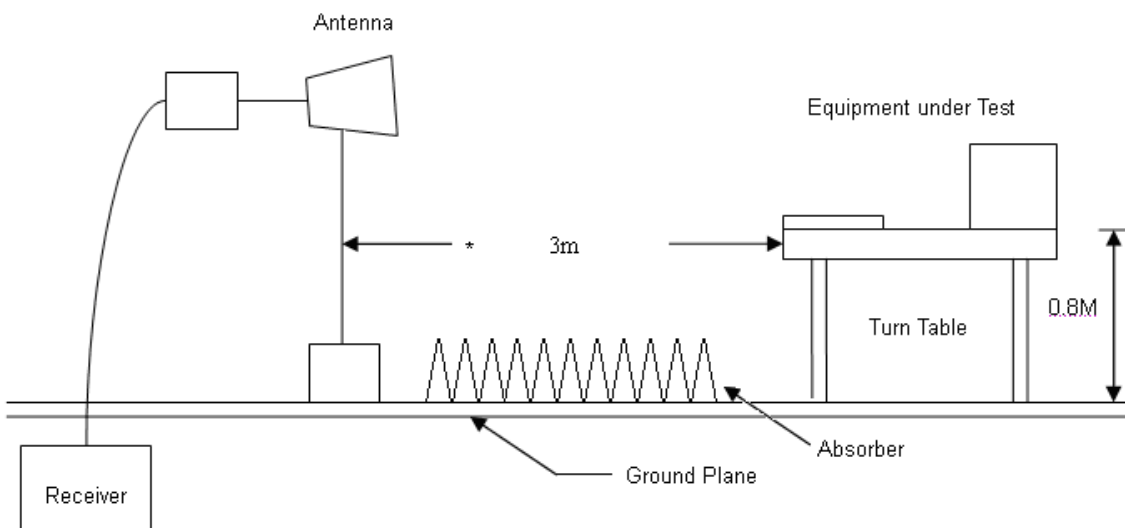 Antenna
Equipment under Test
* 3m
0.8M
Turn Table
Absorber
Ground Plane
Receiver